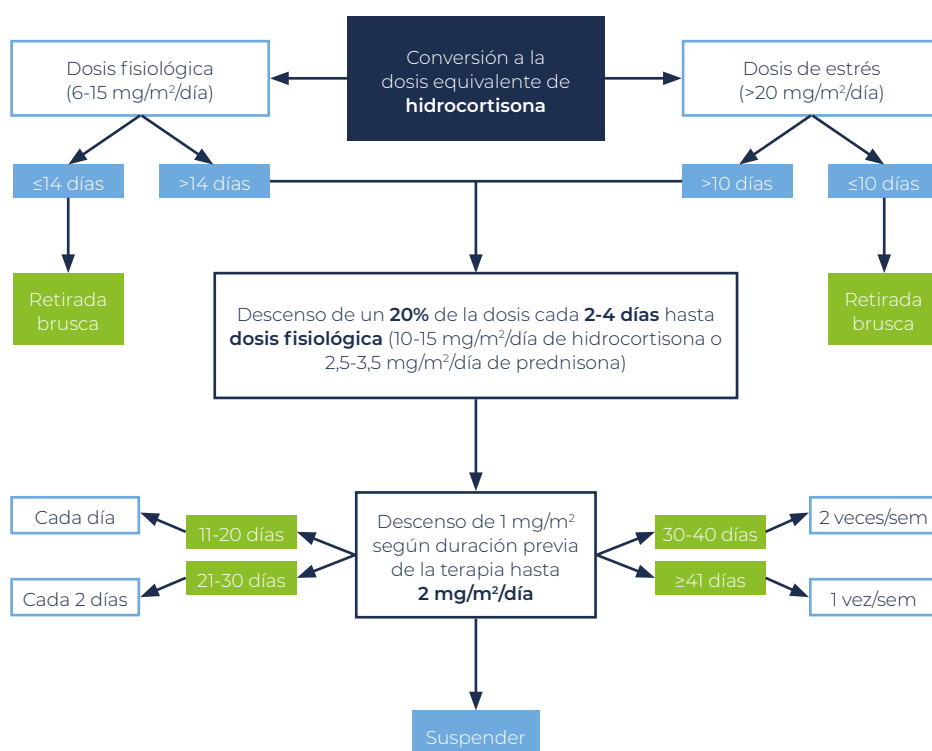 Dosis fisiológica
(6-15 mg/m²/día)
Conversión a la
dosis equivalente de
hidrocortisona
Dosis de estrés
(>20 mg/m²/día)
≤14 días
>14 días
>10 días
≤10 días
Retirada
brusca
Descenso de un 20% de la dosis cada 2-4 días hasta
dosis fisiológica (10-15 mg/m²/día de hidrocortisona o
2,5-3,5 mg/m²/día de prednisona)
Retirada
brusca
Cada día
11-20 días
Cada 2 días
21-30 días
Descenso de 1 mg/m²
según duración previa
de la terapia hasta
2 mg/m²/día
30-40 días
2 veces/sem
≥41 días
1 vez/sem
Suspender